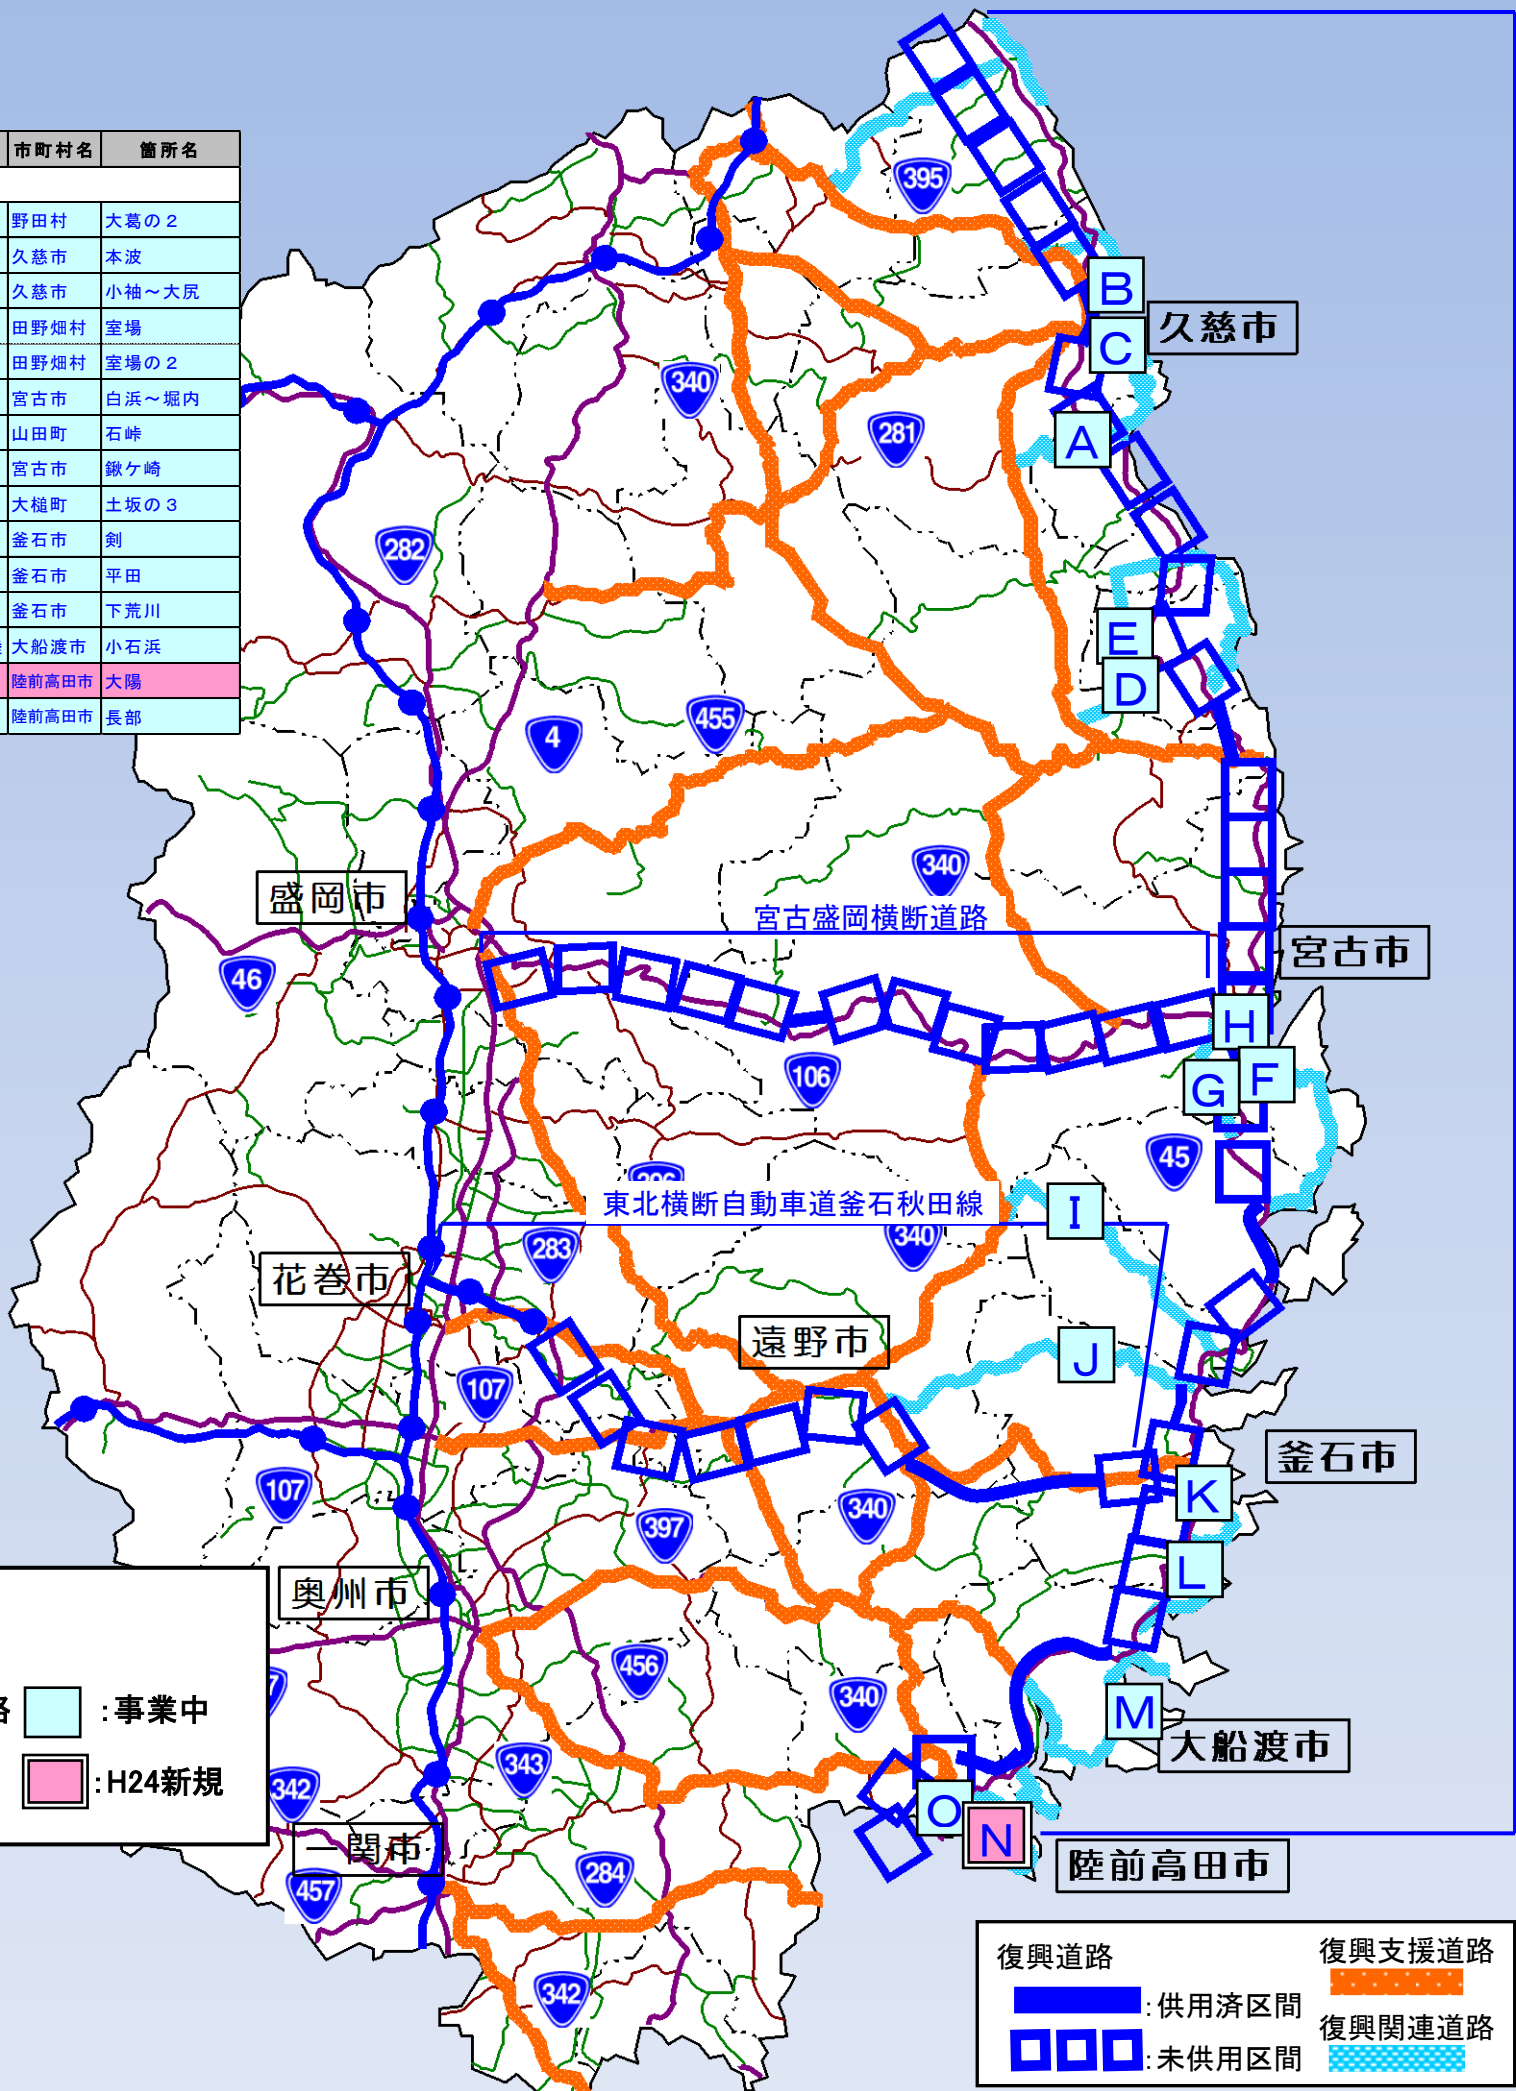 市町村名 箇所名
野田村 大葛の2
久慈市 本波
久慈市 小袖～大尻
田野畑村 室場
田野畑村 室場の2
宮古市 白浜～堀内
山田町 石峠
宮古市 鍬ケ崎
大槌町 土坂の3
釜石市 剣
釜石市 平田
釜石市 下荒川
大船渡市 小石浜
陸前高田市 大陽
陸前高田市 長部
395
B
久慈市
C
340
281
A
282
E
D
4
455
340
盛岡市
宮古盛岡横断道路
宮古市
46
H
106
G
F
45
東北横断自動車道釜石秋田線
I
283
340
花巻市
遠野市
J
107
釜石市
107
340
K
397
L
奥州市
456
340
M
大船渡市
路 :事業中
343
:H24新規
342
O
N
一関市
陸前高田市
284
457
342
復興道路 復興支援道路
:供用済区間
復興関連道路
:未供用区間